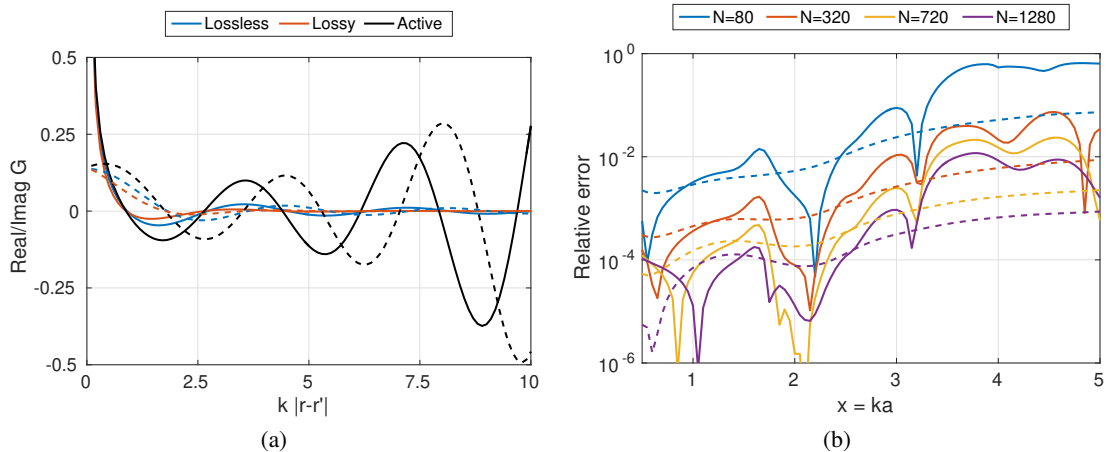 Lossless Lossy Active
0.5
0.25
0
-0.25
-0.5
Real/Imag G
0 2.5 5 7.5 10
k |r-r'|
(a)
N=80 N=320 N=720 N=1280
10^0
10^-2
10^-4
10^-6
Relative error
1 2 3 4 5
x = ka
(b)